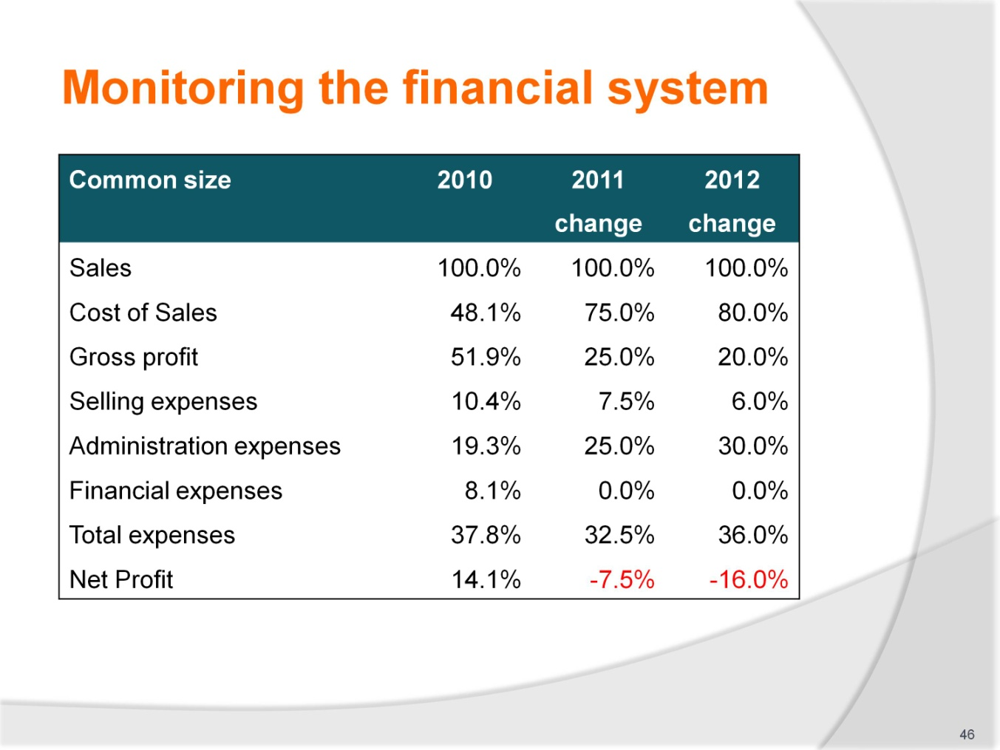 Monitoring the financial system
Common size 2010 2011 2012
change change
Sales 100.0% 100.0% 100.0%
Cost of Sales 48.1% 75.0% 80.0%
Gross profit 51.9% 25.0% 20.0%
Selling expenses 10.4% 7.5% 6.0%
Administration expenses 19.3% 25.0% 30.0%
Financial expenses 8.1% 0.0% 0.0%
Total expenses 37.8% 32.5% 36.0%
Net Profit 14.1% -7.5% -16.0%
46